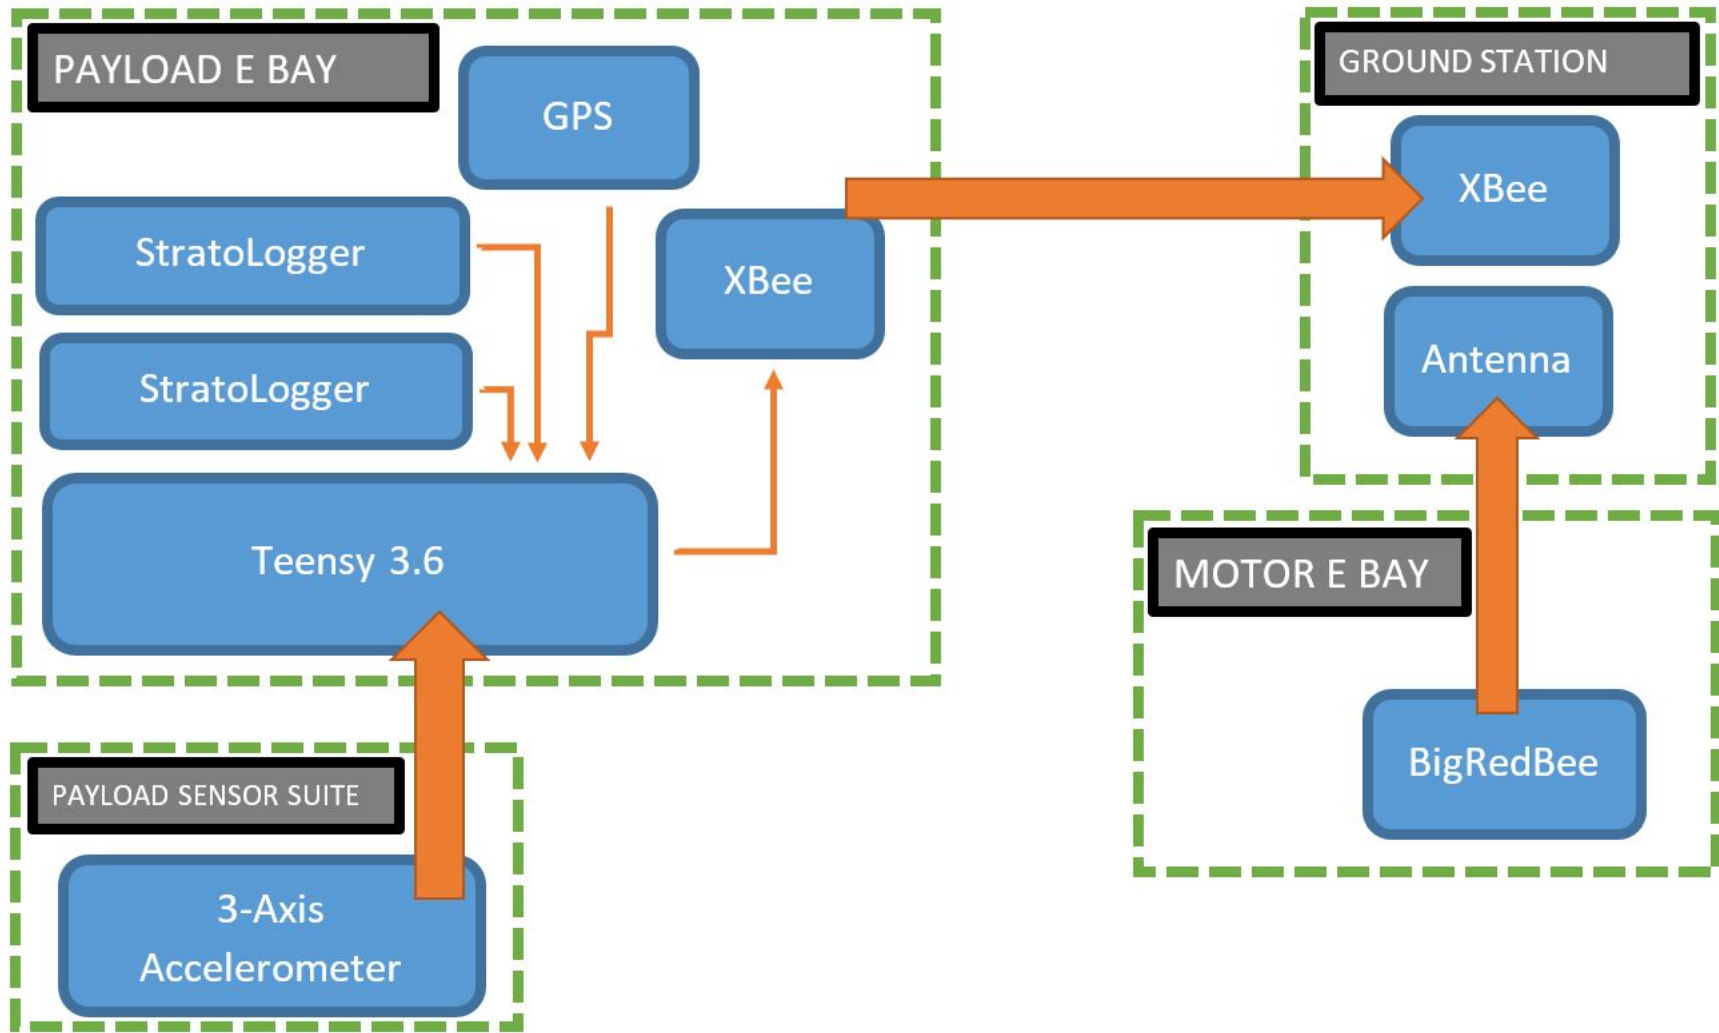 PAYLOAD E BAY
GPS
StratoLogger
StratoLogger
XBee
Teensy 3.6
PAYLOAD SENSOR SUITE
3-Axis
Accelerometer
GROUND STATION
XBee
Antenna
MOTOR E BAY
BigRedBee